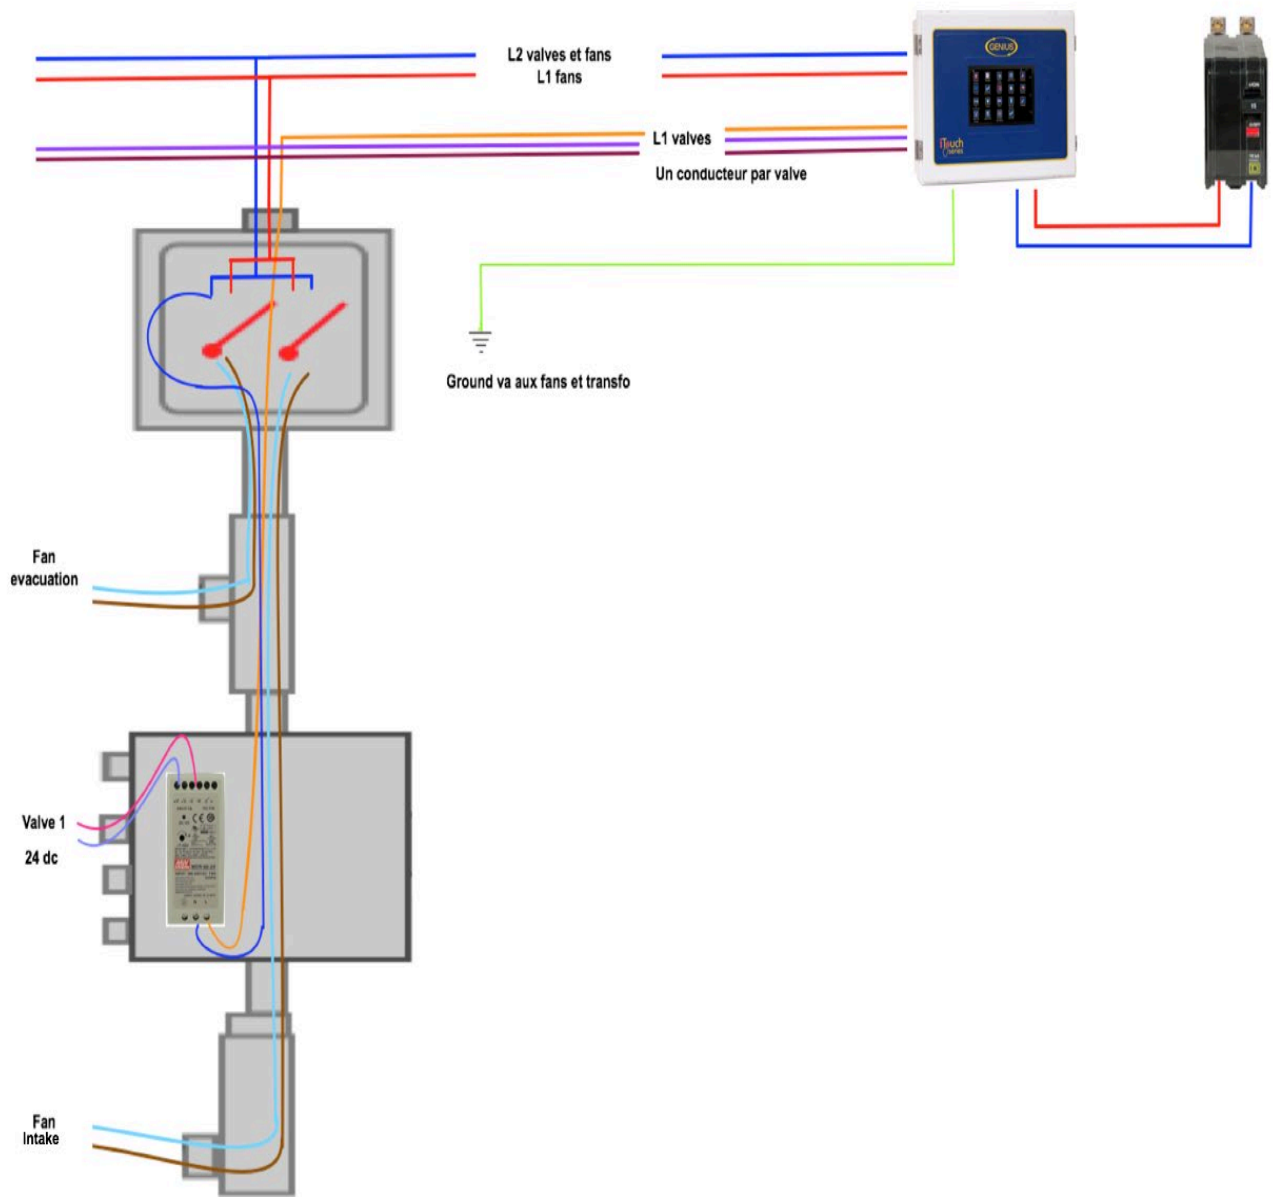 L2 valves et fans
L1 fans
L1 valves
Un conducteur par valve
GENIUS
iTouch
series
Ground va aux fans et transfo
Fan
evacuation
Valve 1
24 dc
Fan
Intake